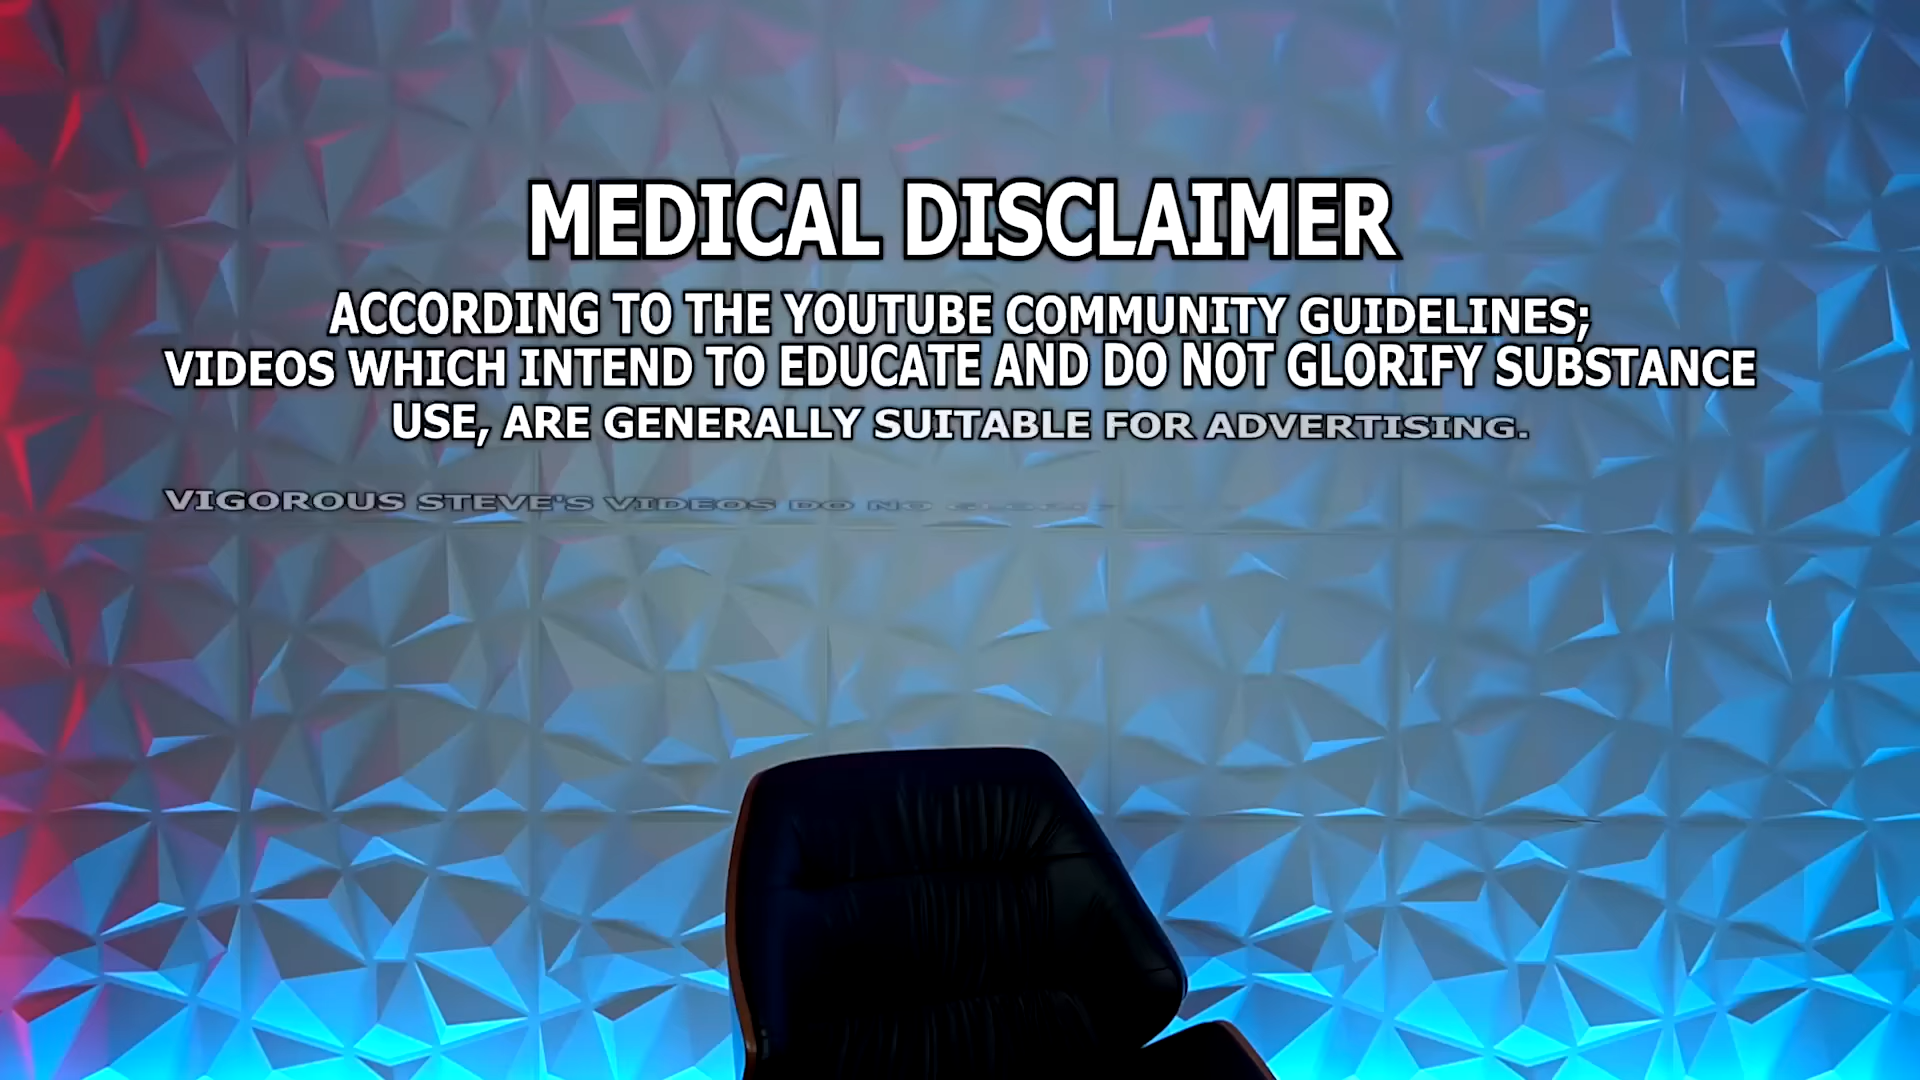 MEDICAL DISCLAIMER
ACCORDING TO THE YOUTUBE COMMUNITY GUIDELINES;
VIDEOS WHICH INTEND TO EDUCATE AND DO NOT GLORIFY SUBSTANCE
USE, ARE GENERALLY SUITABLE FOR ADVERTISING.
VIGOROUS STEVE'S VIDEOS DO NO